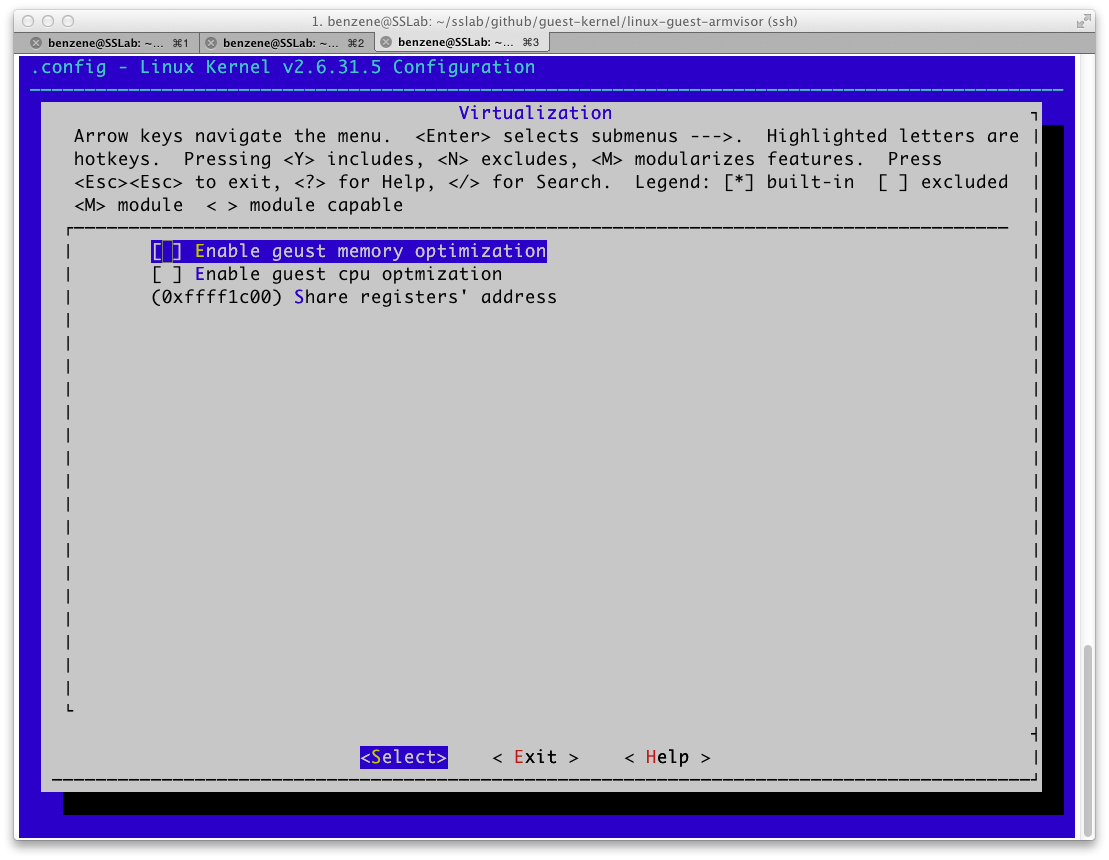 1. benzene@SSLab: ~/sslab/github/guest-kernel/linux-guest-armvisor (ssh)
benzene@SSLab: ~... ⌘1 benzene@SSLab: ~... ⌘2 benzene@SSLab: ~... ⌘3
.config - Linux Kernel v2.6.31.5 Configuration
Virtualization
Arrow keys navigate the menu. <Enter> selects submenus --->. Highlighted letters are
hotkeys. Pressing <Y> includes, <N> excludes, <M> modularizes features. Press
<Esc><Esc> to exit, <?> for Help, </> for Search. Legend: [*] built-in [ ] excluded
<M> module < > module capable
[ ] Enable geust memory optimization
[ ] Enable guest cpu optmization
(0xffff1c00) Share registers' address
<Select> < Exit > < Help >